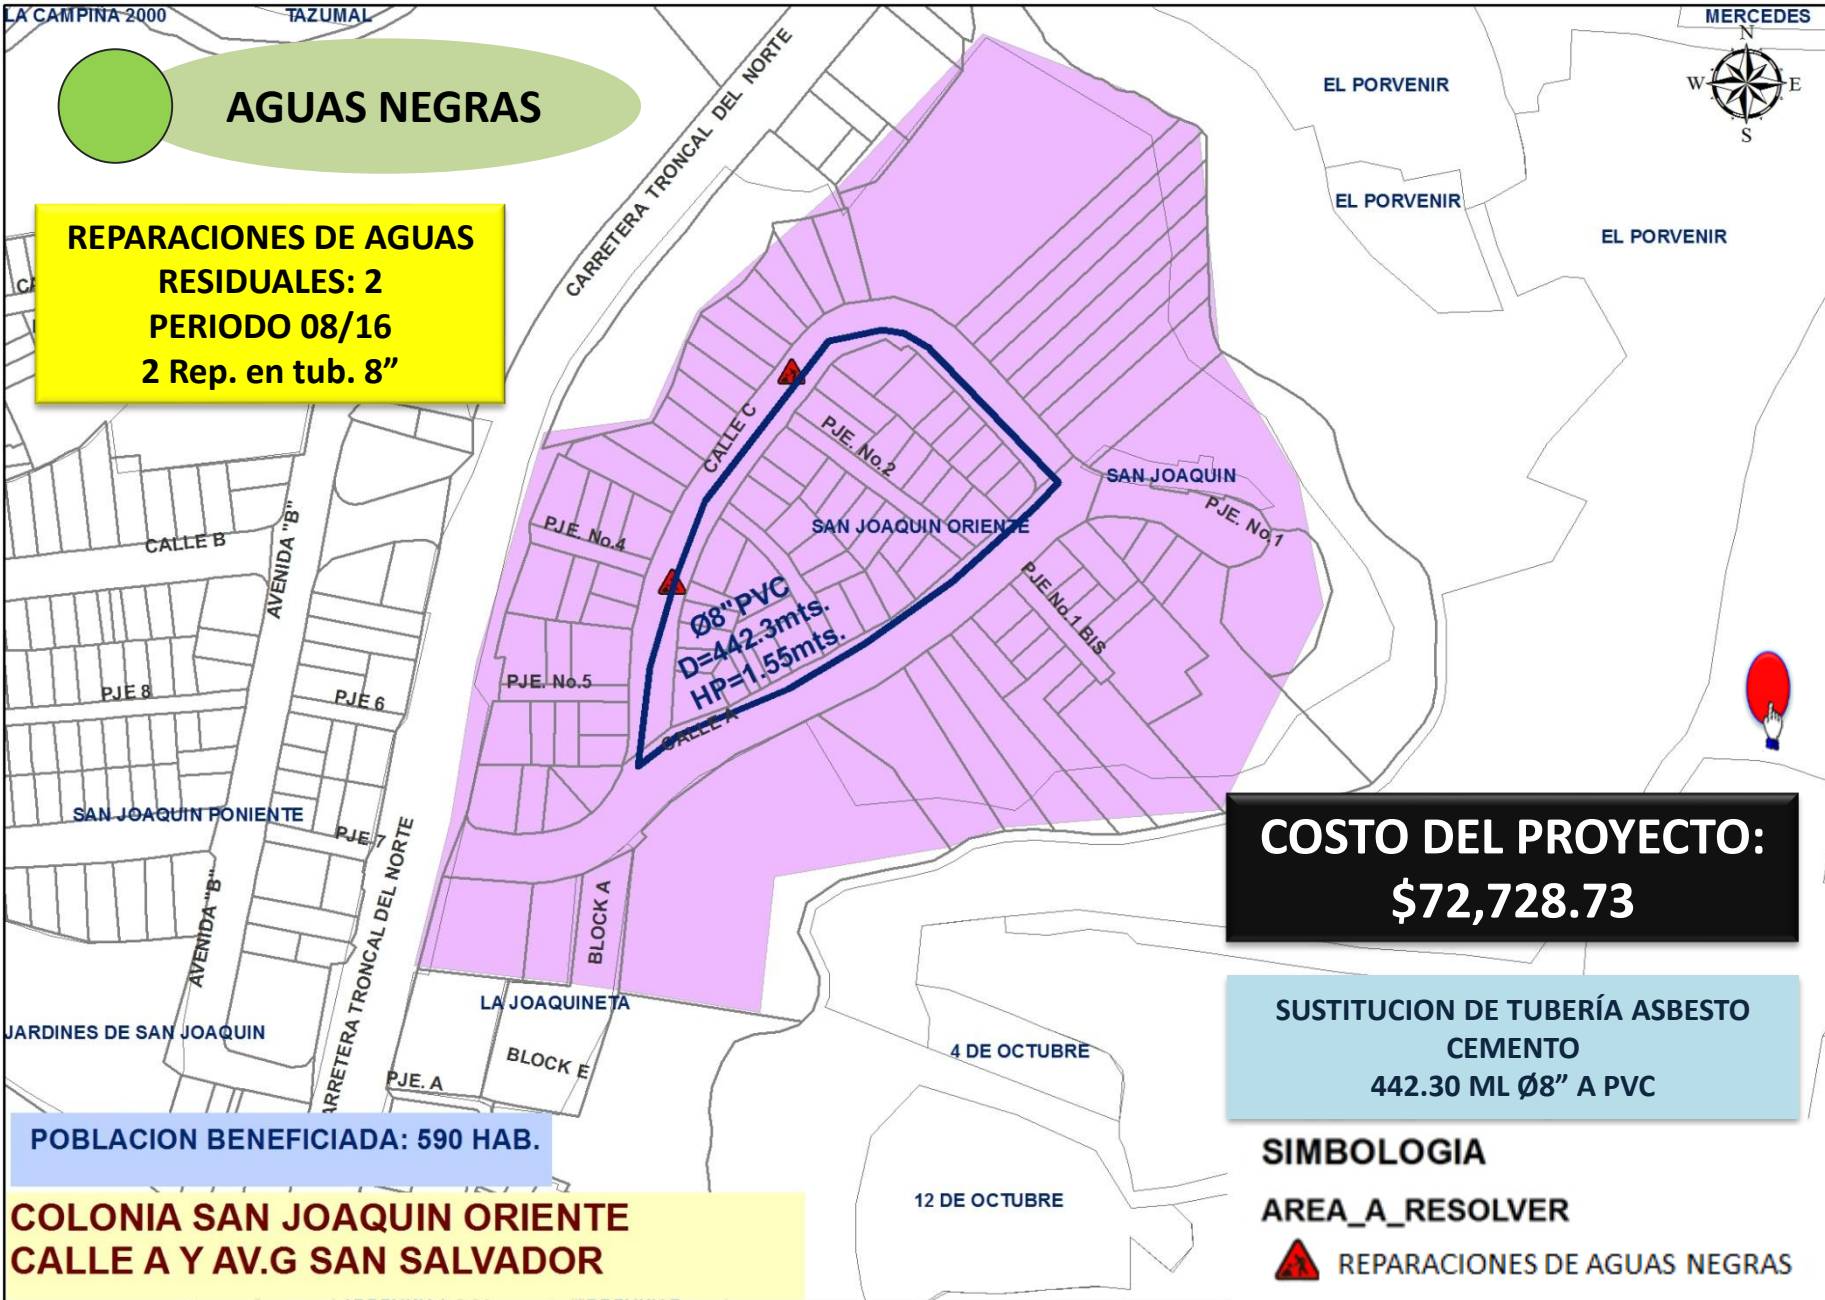 LA CAMPIÑA 2000
TAZUMAL
MERCEDES
N
W
E
S
AGUAS NEGRAS
EL PORVENIR
EL PORVENIR
EL PORVENIR
CARRETERA TRONCAL DEL NORTE
REPARACIONES DE AGUAS
RESIDUALES: 2
PERIODO 08/16
2 Rep. en tub. 8”
CALLE C
PJE. No.2
SAN JOAQUIN
PJE. No.1
SAN JOAQUIN ORIENTE
PJE. No.4
CALLE B
AVENIDA "B"
PJE No.1 BIS
Ø8" PVC
D=442.3mts.
HP=1.55mts.
PJE. No.5
PJE 8
PJE 6
CALLE A
SAN JOAQUIN PONIENTE
PJE 7
AVENIDA "B"
CARRETERA TRONCAL DEL NORTE
BLOCK A
COSTO DEL PROYECTO:
$72,728.73
LA JOAQUINETA
JARDINES DE SAN JOAQUIN
BLOCK E
PJE. A
4 DE OCTUBRE
SUSTITUCION DE TUBERÍA ASBESTO
CEMENTO
442.30 ML Ø8” A PVC
POBLACION BENEFICIADA: 590 HAB.
12 DE OCTUBRE
COLONIA SAN JOAQUIN ORIENTE
CALLE A Y AV.G SAN SALVADOR
SIMBOLOGIA
AREA_A_RESOLVER
REPARACIONES DE AGUAS NEGRAS